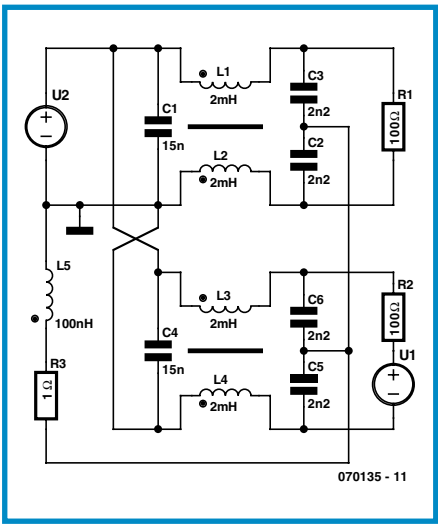 U2
+
−
C1
15n
L1
2mH
L2
2mH
C3
2n2
C2
2n2
R1
100Ω
L5
100nH
R3
1Ω
C4
15n
L3
2mH
L4
2mH
C6
2n2
C5
2n2
R2
100Ω
U1
+
−
070135 - 11